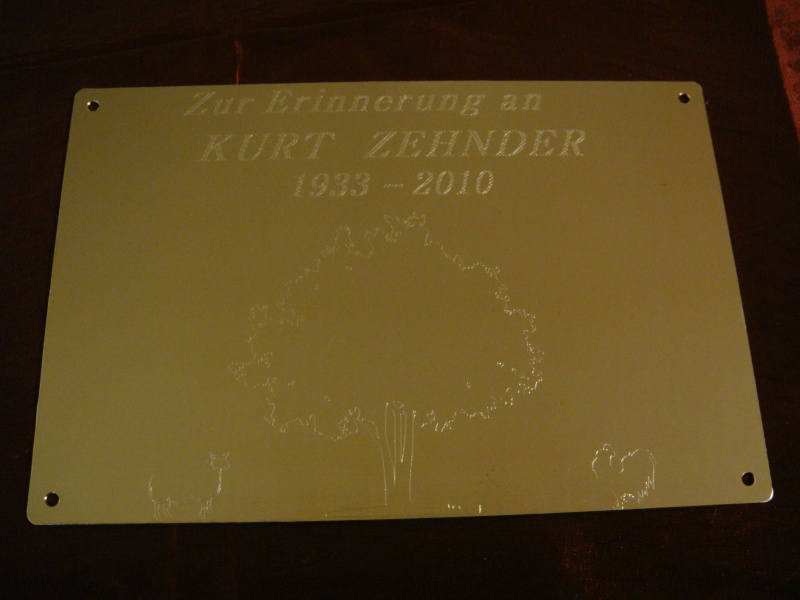 Zur Erinnerung an
KURT ZEHNDER
1933 – 2010